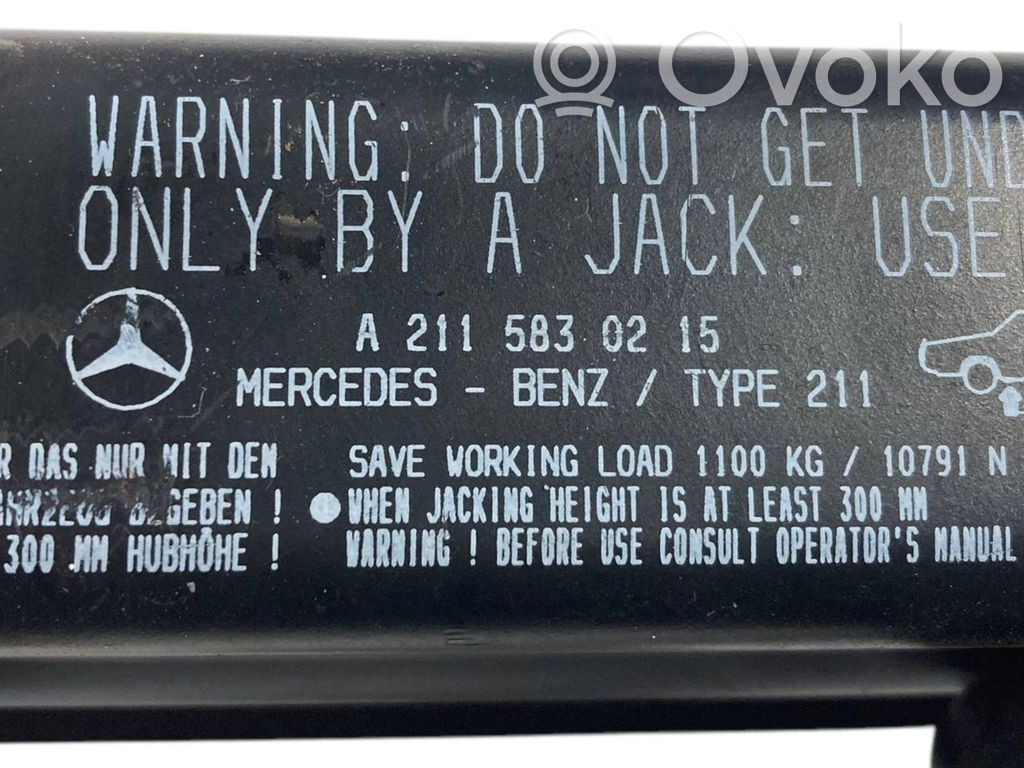 Ovoko
WARNING: DO NOT GET UND
ONLY BY A JACK: USE
A 211 583 02 15
MERCEDES - BENZ / TYPE 211
R DAS NUR MIT DEM
GEBEN !
300 MM HUBHÖHE !
SAVE WORKING LOAD 1100 KG / 10791 N
WHEN JACKING HEIGHT IS AT LEAST 300 MM
WARNING ! BEFORE USE CONSULT OPERATOR'S MANUAL